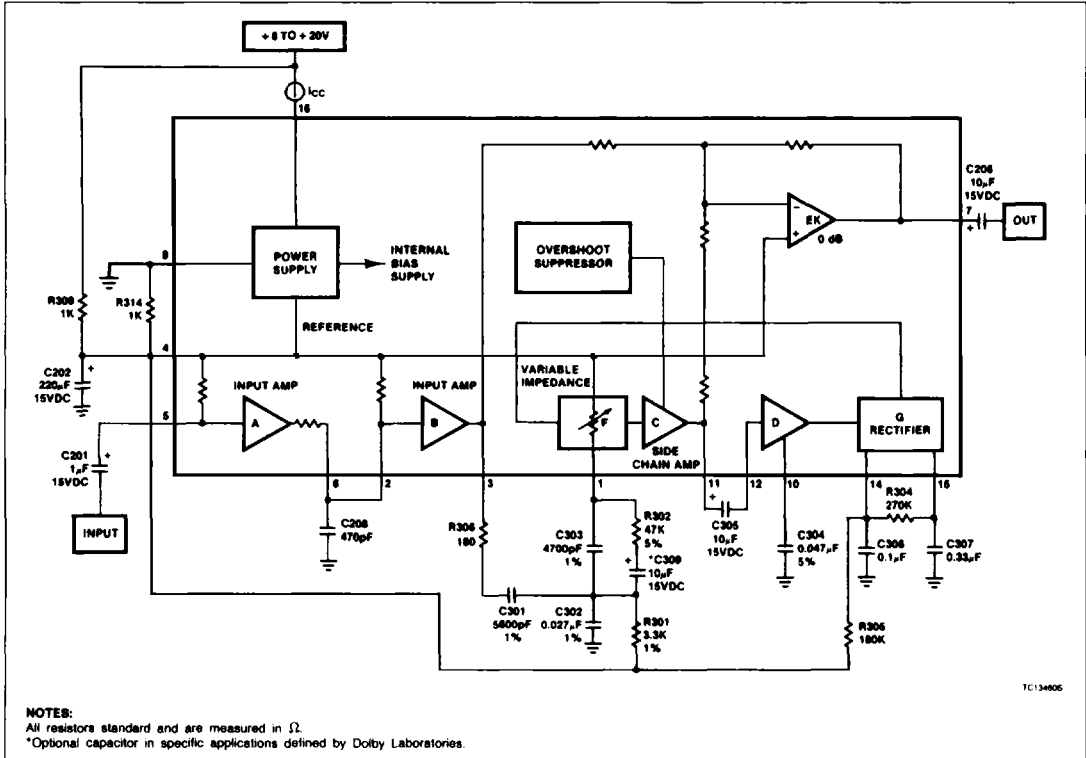 + 8 TO + 20V
ICC
16
C206
10µF
15VDC
7
+
OUT
EK
−
+
0 dB
POWER
SUPPLY
INTERNAL
BIAS
SUPPLY
OVERSHOOT
SUPPRESSOR
R314
1K
1K
REFERENCE
4
VARIABLE
IMPEDANCE
C202
220µF
15VDC
+
INPUT AMP
A
INPUT AMP
B
F
C
SIDE
CHAIN AMP
D
G
RECTIFIER
5
C201
1µF
15VDC
+
INPUT
6
2
3
1
11
12
10
14
15
C208
470pF
R306
180
C303
4700pF
1%
R302
47K
5%
+
10µF
15VDC
+
C305
10µF
15VDC
C304
0.047µF
5%
R304
270K
C306
0.1µF
C307
0.33µF
C301
5600pF
1%
C302
0.027µF
1%
R301
3.3K
1%
R305
180K
NOTES:
All resistors standard and are measured in Ω.
*Optional capacitor in specific applications defined by Dolby Laboratories.